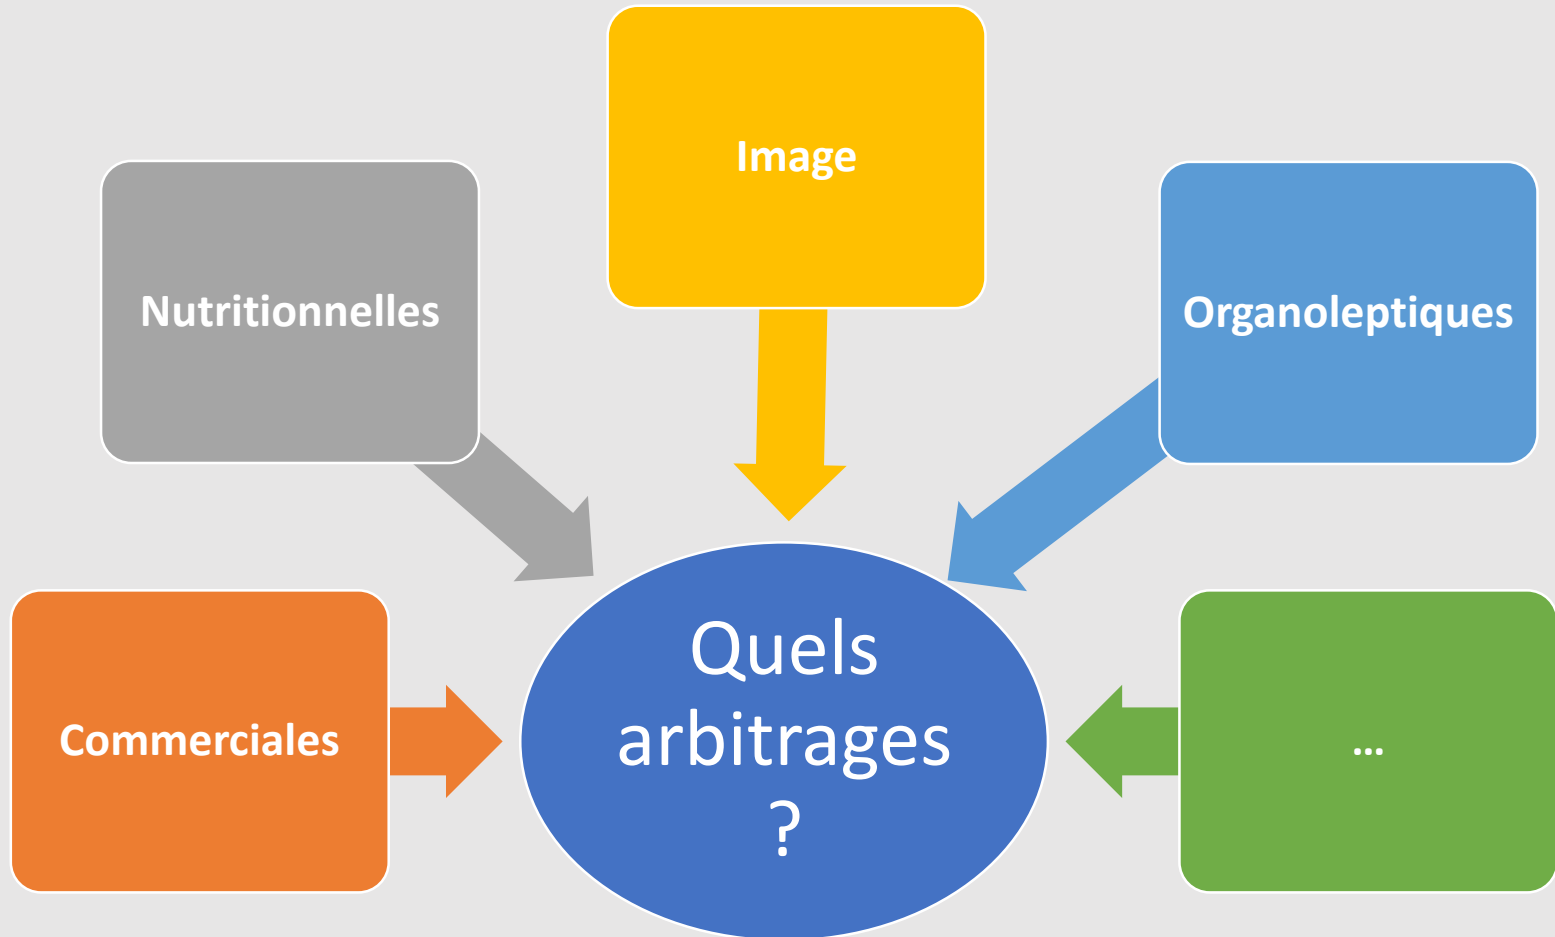 Image
Nutritionnelles
Organoleptiques
Quels
arbitrages
?
Commerciales
...